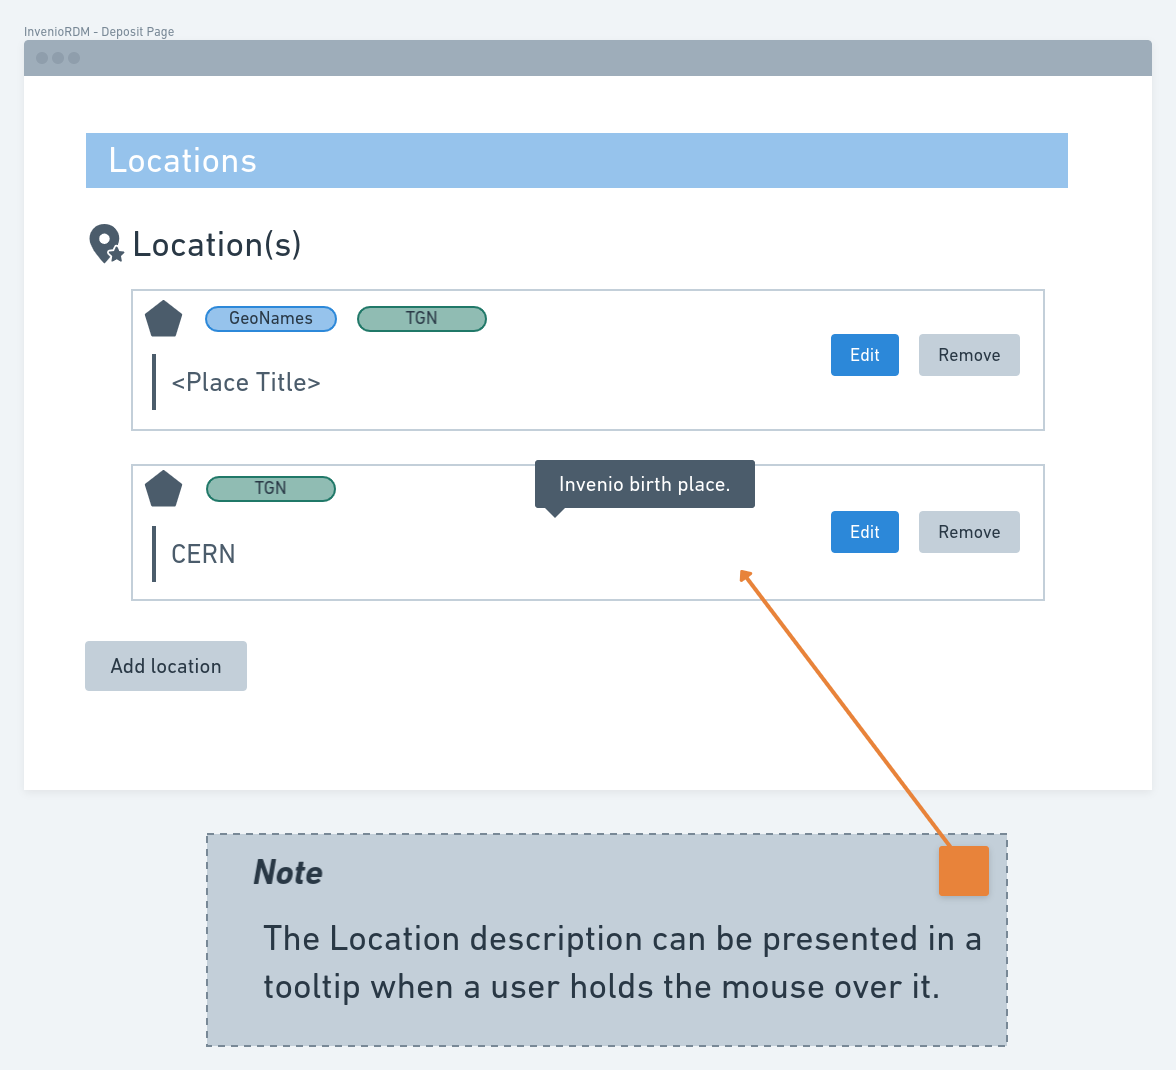 InvenioRDM - Deposit Page
Locations
Location(s)
GeoNames
TGN
<Place Title>
Edit
Remove
TGN
Invenio birth place.
CERN
Edit
Remove
Add location
Note
The Location description can be presented in a
tooltip when a user holds the mouse over it.